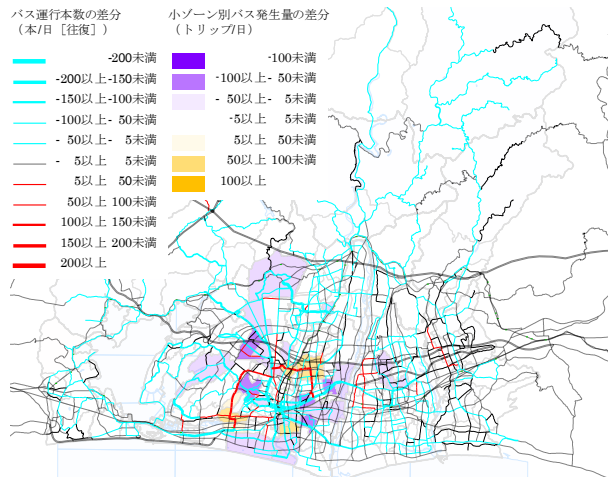 バス運行本数の差分
（本/日［往復］）
-200未満
-200以上-150未満
-150以上-100未満
-100以上- 50未満
- 50以上- 5未満
- 5以上 5未満
5以上 50未満
50以上 100未満
100以上 150未満
150以上 200未満
200以上
小ゾーン別バス発生量の差分
（トリップ/日）
-100未満
-100以上- 50未満
- 50以上- 5未満
-5以上 5未満
5以上 50未満
50以上 100未満
100以上